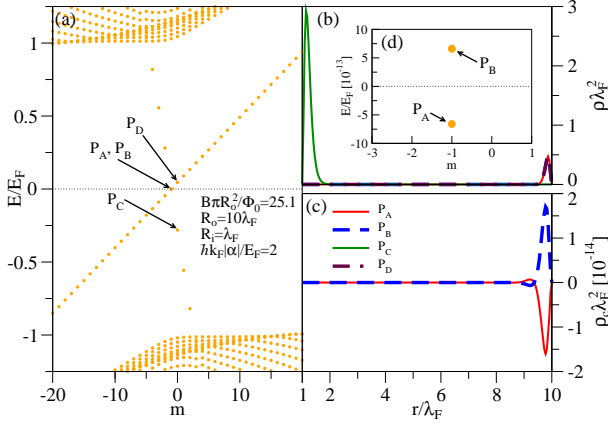 (a)
E/E_F
1
0.5
0
-0.5
-1
-20
-10
0
10
m
P_D
P_A, P_B
P_C
BπR_o^2/Φ_0=25.1
R_o=10λ_F
R_i=λ_F
ħk_F|α|/E_F=2
(b)
(d)
E/E_F [10^-13]
10
5
0
-5
-10
-3
-1
1
m
P_B
P_A
3
2
1
0
ρλ_F^2
(c)
P_A
P_B
P_C
P_D
2
1
0
-1
-2
ρ_cλ_F^2 [10^-14]
1
2
4
6
8
10
r/λ_F